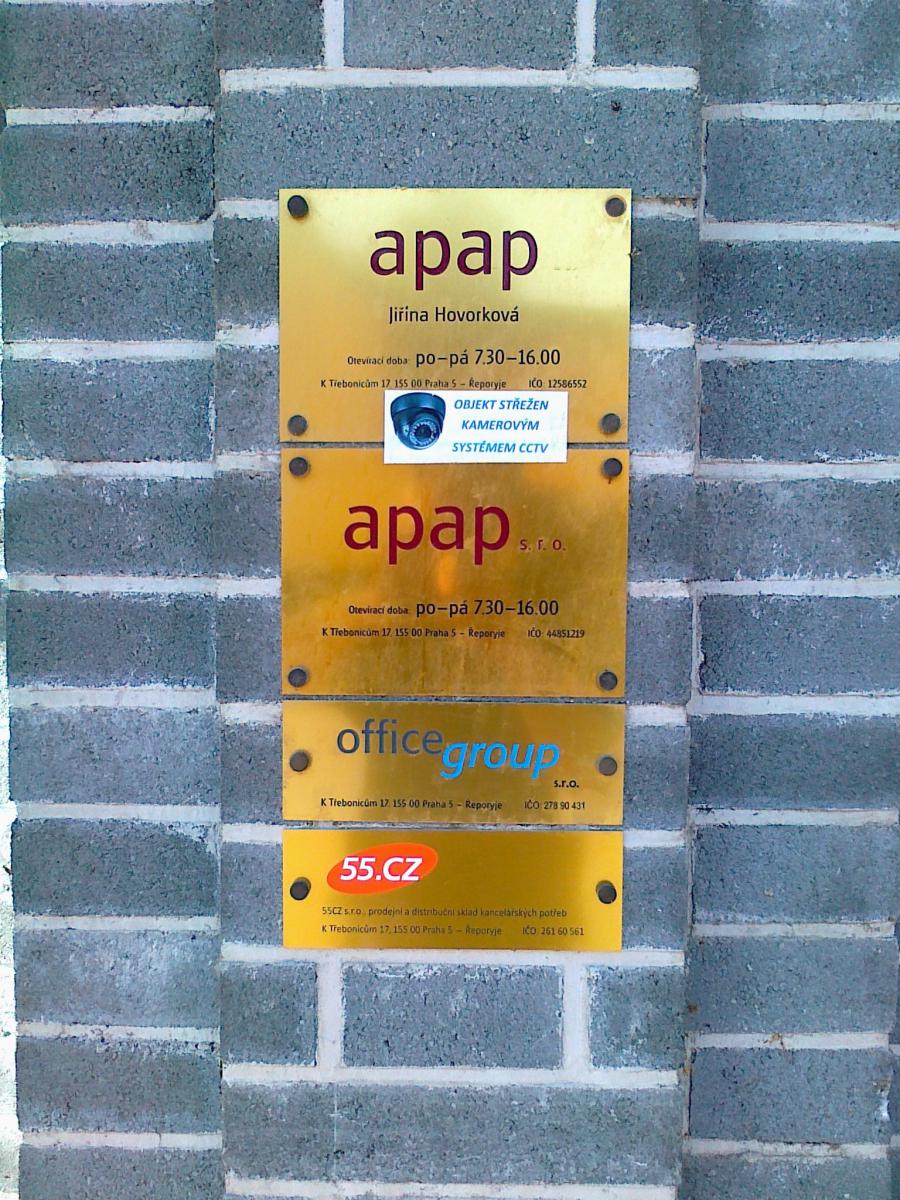 apap
Jiřina Hovorková
Otevírací doba: po–pá 7.30–16.00
K Třebonicům 17, 155 00 Praha 5 – Řeporyje IČO: 12586552
OBJEKT STŘEŽEN
KAMEROVÝM
SYSTÉMEM CCTV
apap s. r. o.
Otevírací doba: po–pá 7.30–16.00
K Třebonicům 17, 155 00 Praha 5 – Řeporyje IČO: 44851219
office group
s.r.o.
K Třebonicům 17, 155 00 Praha 5 – Řeporyje IČO: 278 90 431
55.CZ
55CZ s.r.o., prodejní a distribuční sklad kancelářských potřeb
K Třebonicům 17, 155 00 Praha 5 – Řeporyje IČO: 261 60 561